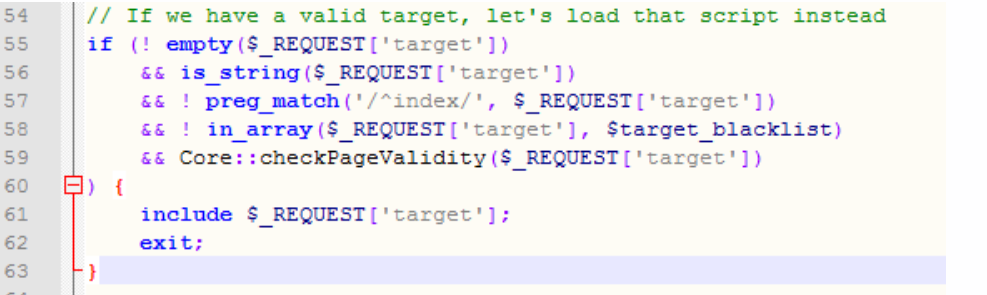 54 // If we have a valid target, let's load that script instead
55 if (! empty($_REQUEST['target'])
56 && is_string($_REQUEST['target'])
57 && ! preg_match('/^index/', $_REQUEST['target'])
58 && ! in_array($_REQUEST['target'], $target_blacklist)
59 && Core::checkPageValidity($_REQUEST['target'])
60 ) {
61 include $_REQUEST['target'];
62 exit;
63 }